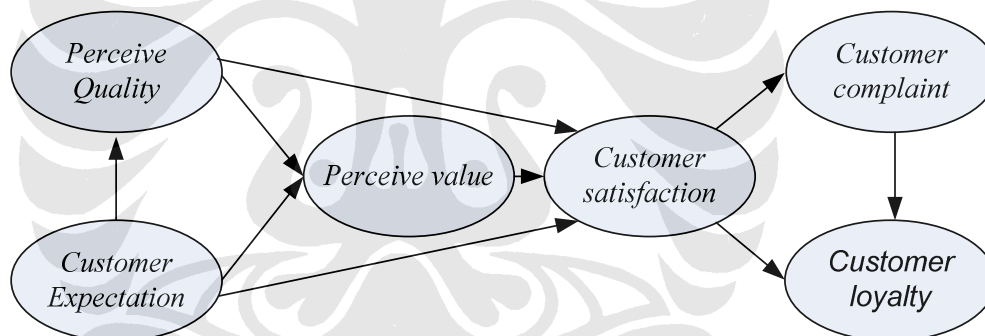 Perceive
Quality
Customer
complaint
Perceive value
Customer
satisfaction
Customer
Expectation
Customer
loyalty